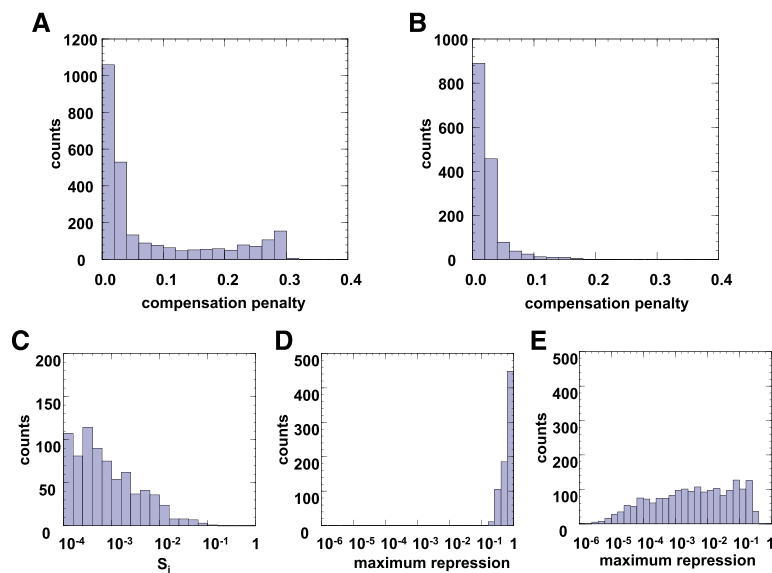 A
1200
1000
800
600
400
200
0
counts
0.0 0.1 0.2 0.3 0.4
compensation penalty
B
1000
800
600
400
200
0
counts
0.0 0.1 0.2 0.3 0.4
compensation penalty
C
200
150
100
50
0
counts
10-4 10-3 10-2 10-1 1
Si
D
500
400
300
200
100
0
counts
10-6 10-5 10-4 10-3 10-2 10-1 1
maximum repression
E
500
400
300
200
100
0
counts
10-6 10-5 10-4 10-3 10-2 10-1 1
maximum repression